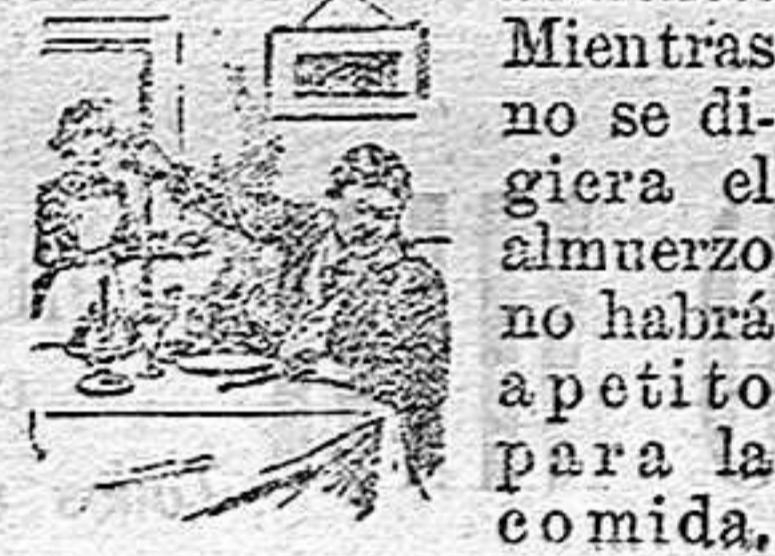 Mientras
no se di-
giera el
almuerzo
no habrá
apetito
para la
comida.